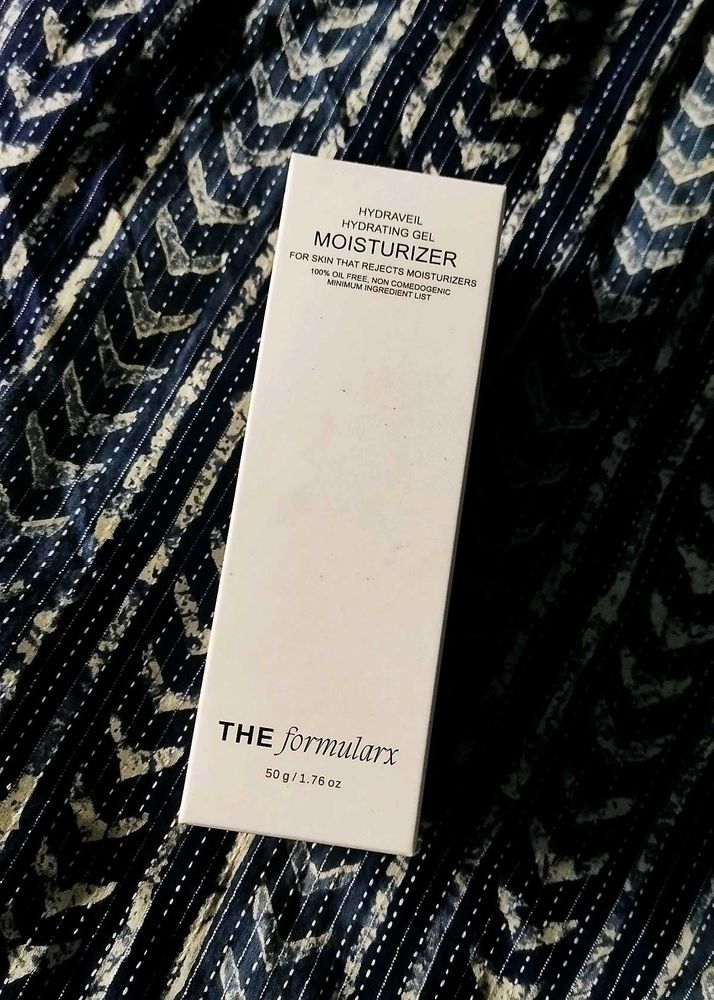 HYDRAVEIL
HYDRATING GEL
MOISTURIZER
FOR SKIN THAT REJECTS MOISTURIZERS
100% OIL FREE, NON COMEDOGENIC
MINIMUM INGREDIENT LIST
THE formularx
50 g / 1.76 oz